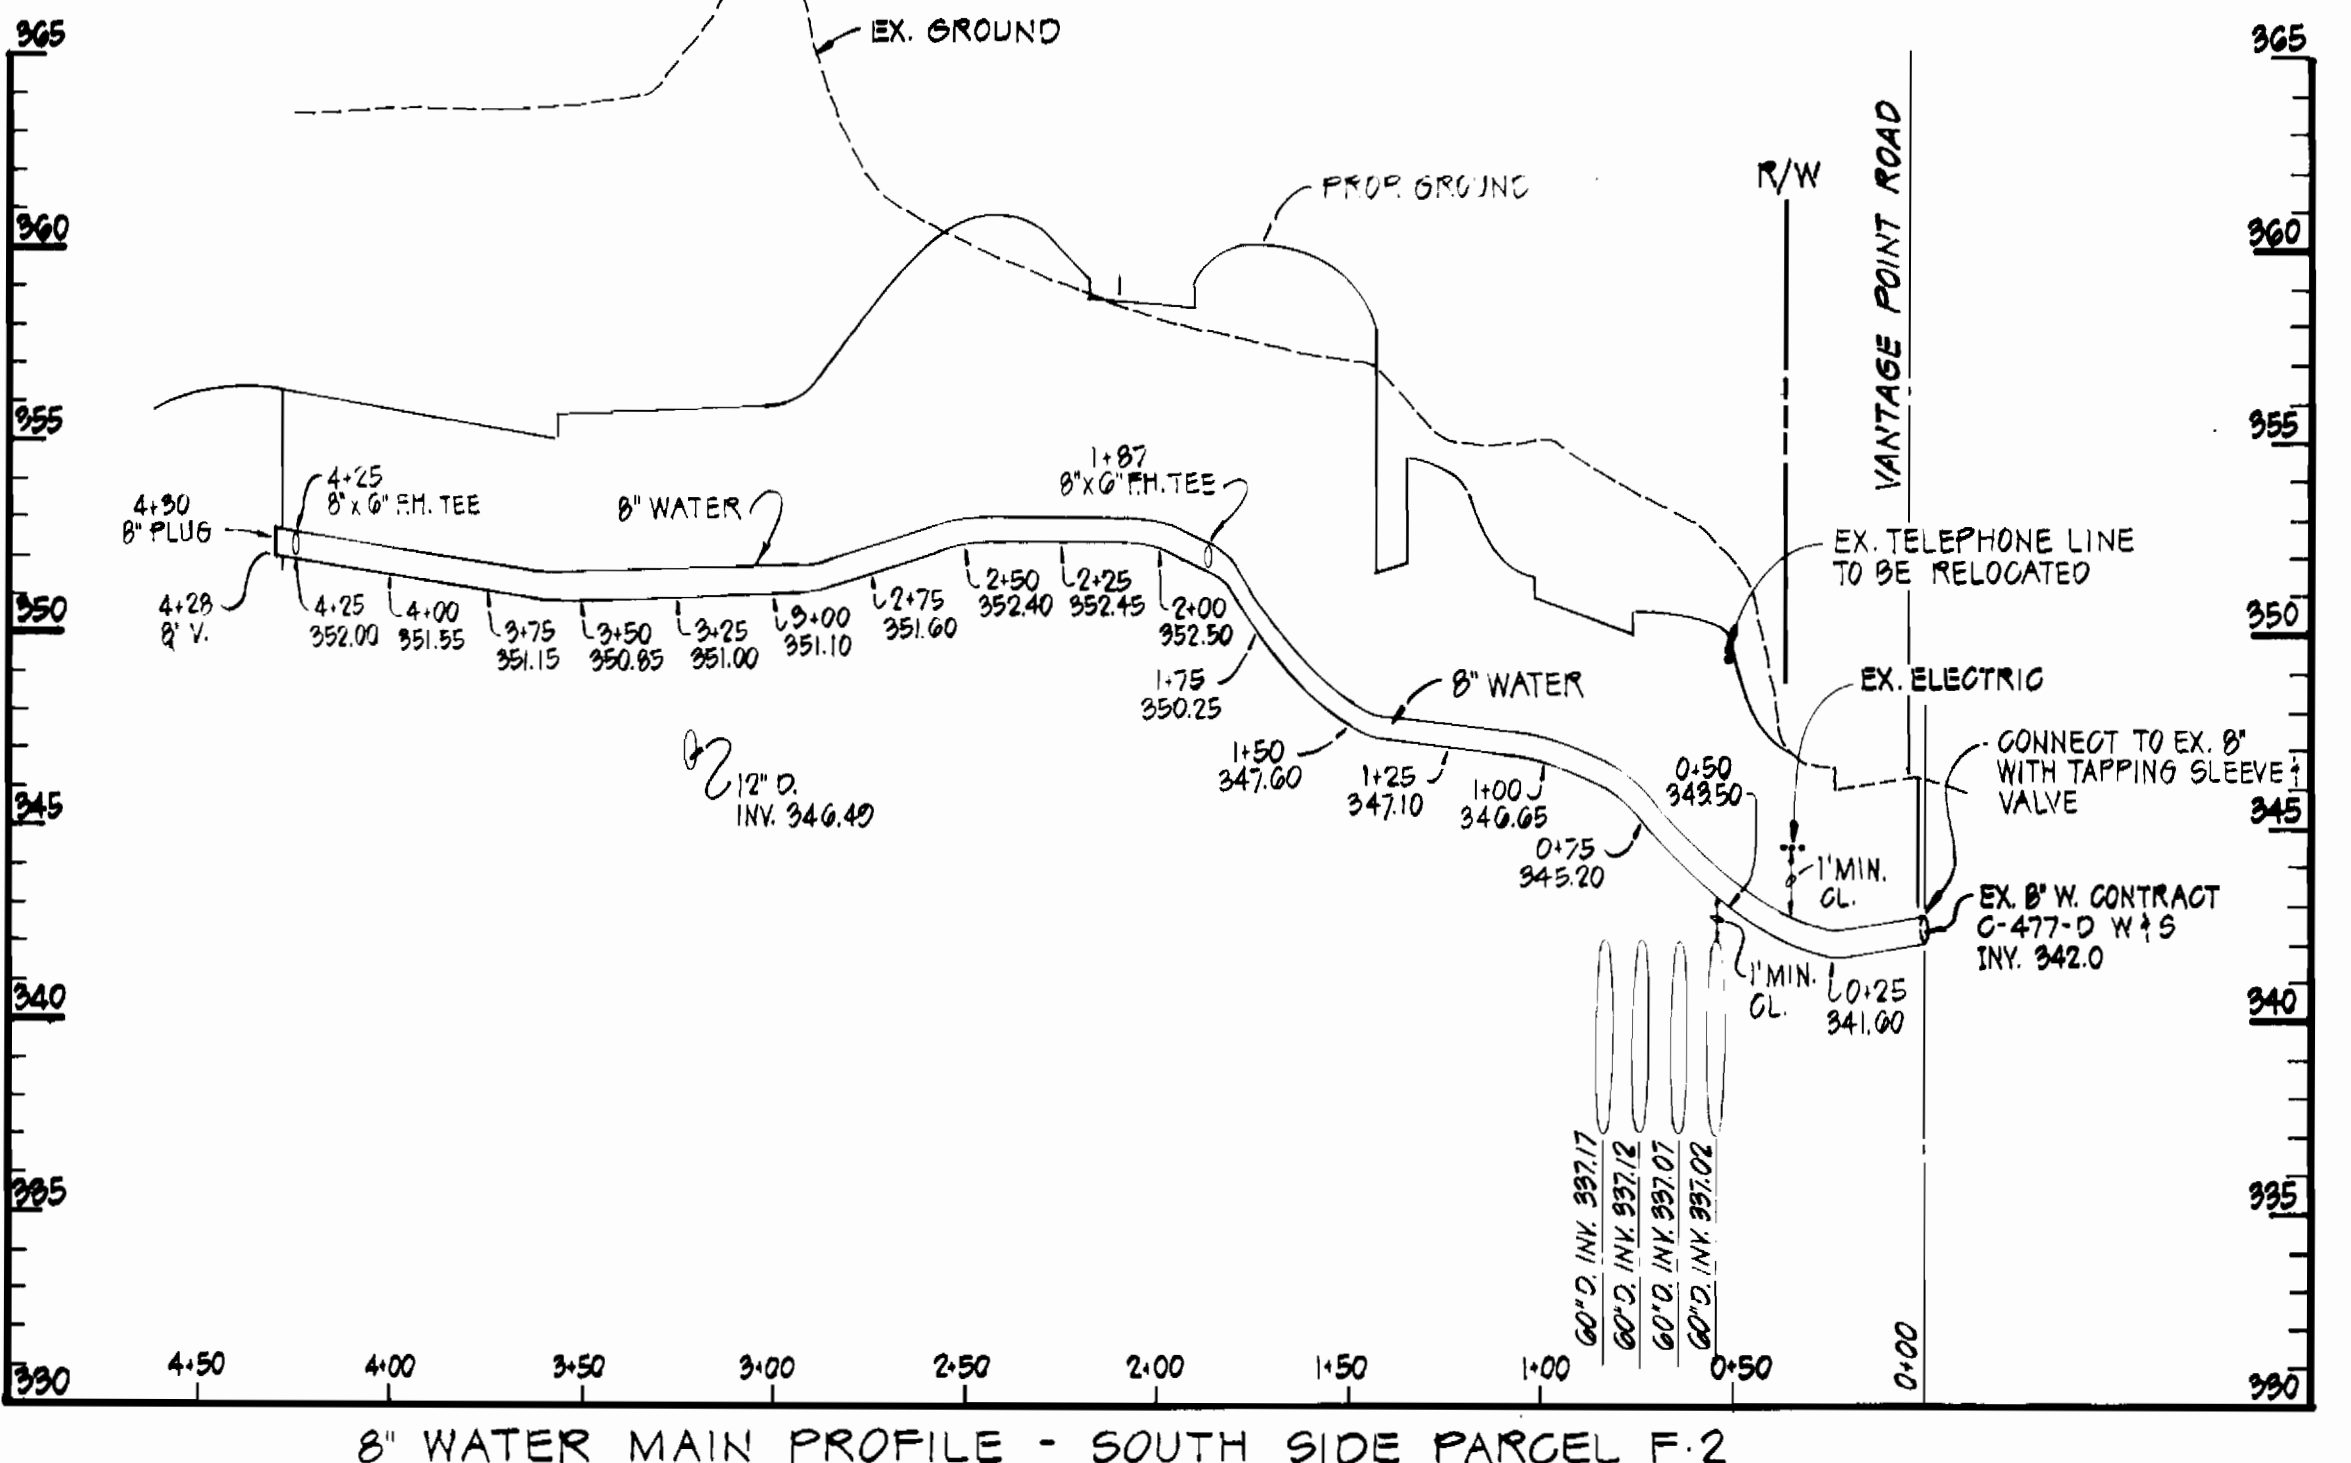 365
EX. GROUND
365
R/W
VANTAGE POINT ROAD
PROP. GROUND
360
360
355
355
4+25
8" x 6" F.H. TEE
4+30
8" PLUG
8" WATER
1+87
8" x 6" F.H. TEE
EX. TELEPHONE LINE
TO BE RELOCATED
350
350
4+28
8" V.
4+25
352.00
4+00
351.55
3+75
351.15
3+50
350.85
3+25
351.00
3+00
351.10
2+75
351.60
2+50
352.40
2+25
352.45
2+00
352.50
1+75
350.25
8" WATER
EX. ELECTRIC
1+50
347.60
1+25
347.10
1+00
346.65
0+75
345.20
0+50
343.50
CONNECT TO EX. 8"
WITH TAPPING SLEEVE &
VALVE
12" D.
INV. 346.49
345
345
1' MIN.
CL.
EX. 8" W. CONTRACT
C-477-D W & S
INV. 342.0
1' MIN.
CL.
0+25
341.60
340
340
335
335
60" D. INV. 337.17
60" D. INV. 337.12
60" D. INV. 337.07
60" D. INV. 337.02
330
4+50
4+00
3+50
3+00
2+50
2+00
1+50
1+00
0+50
0+00
330
8" WATER MAIN PROFILE - SOUTH SIDE PARCEL F-2